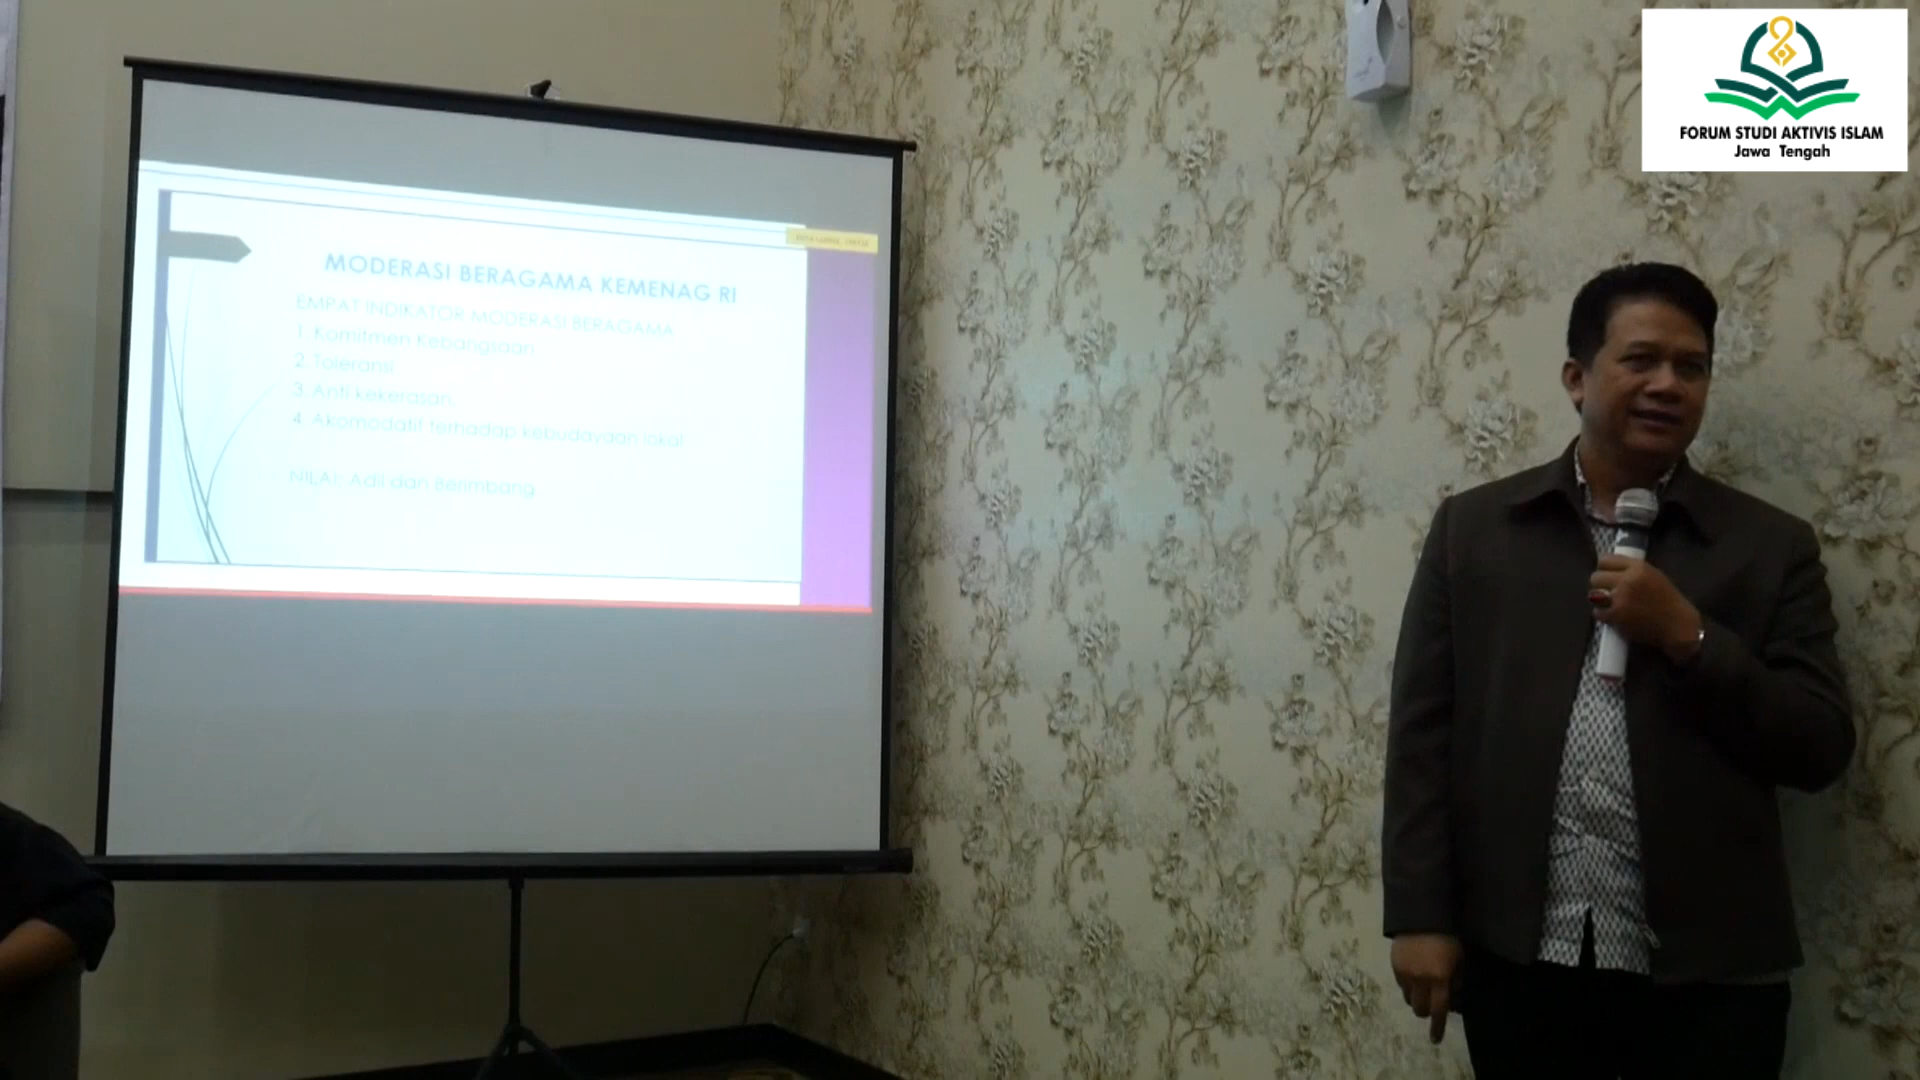 MODERASI BERAGAMA KEMENAG RI
EMPAT INDIKATOR MODERASI BERAGAMA
1. Komitmen Kebangsaan
2. Toleransi
3. Anti kekerasan
4. Akomodatif terhadap kebudayaan lokal
NILAI: Adil dan Berimbang
FORUM STUDI AKTIVIS ISLAM
Jawa Tengah